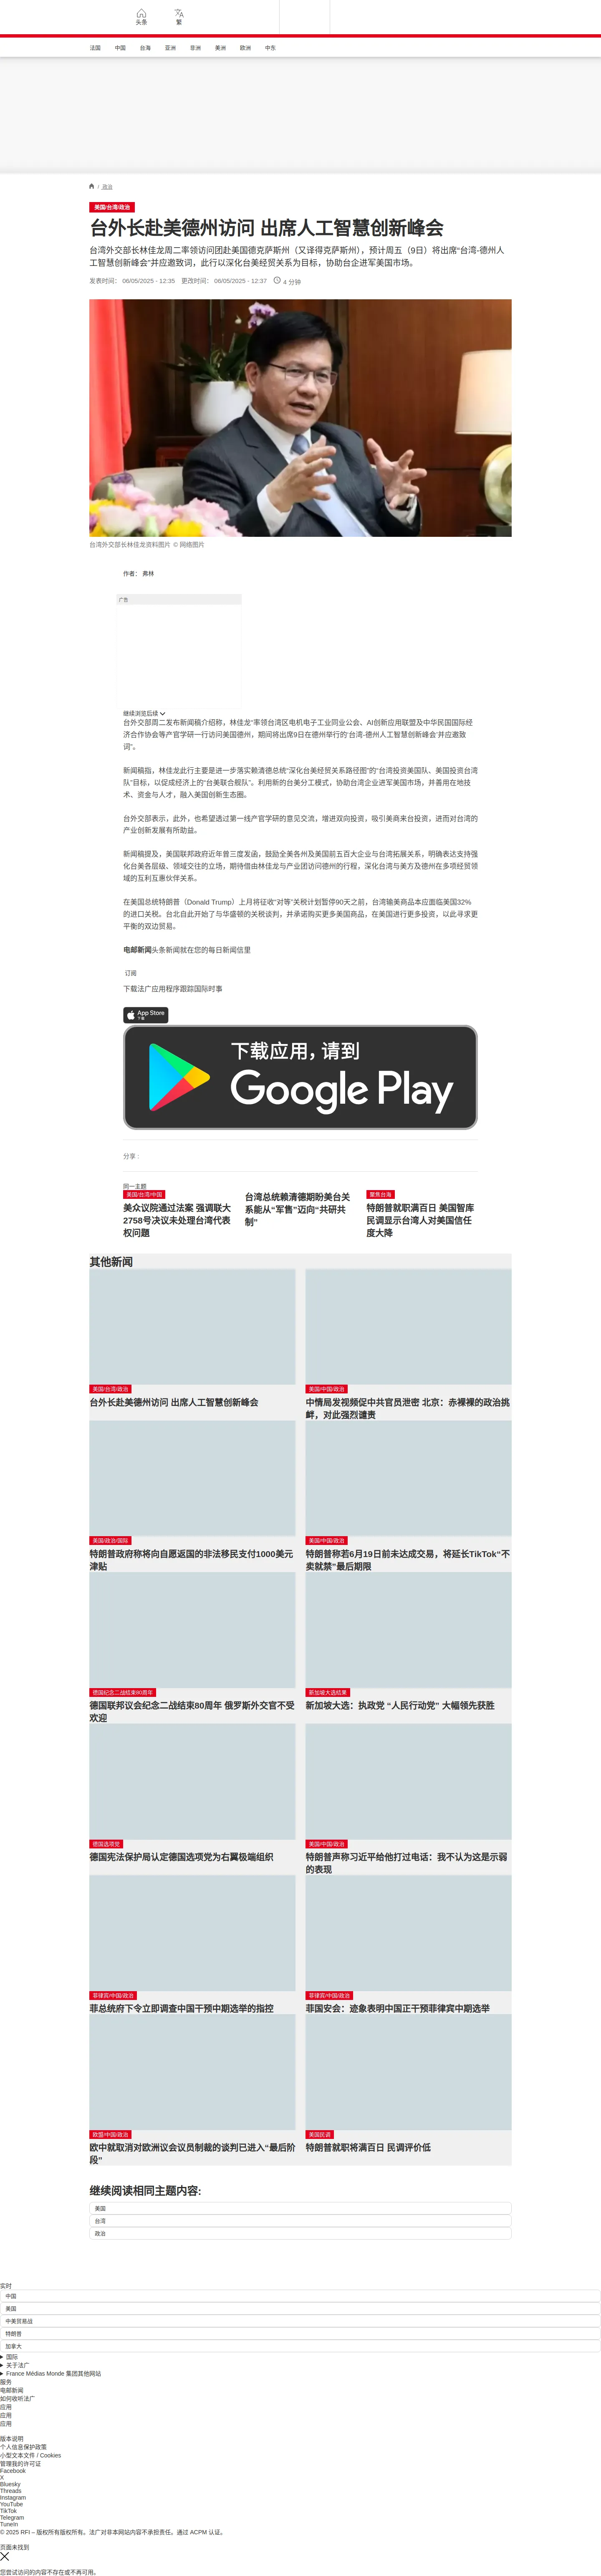 头条
繁
法国
中国
台海
亚洲
非洲
美洲
欧洲
中东
/ 政治
美国/台湾/政治
台外长赴美德州访问 出席人工智慧创新峰会
台湾外交部长林佳龙周二率领访问团赴美国德克萨斯州（又译得克萨斯州），预计周五（9日）将出席“台湾-德州人
工智慧创新峰会”并应邀致词，此行以深化台美经贸关系为目标，协助台企进军美国市场。
发表时间： 06/05/2025 - 12:35 更改时间： 06/05/2025 - 12:37 4 分钟
台湾外交部长林佳龙资料图片 © 网络图片
作者： 弗林
广告
继续浏览后续
台外交部周二发布新闻稿介绍称，林佳龙“率领台湾区电机电子工业同业公会、AI创新应用联盟及中华民国国际经
济合作协会等产官学研一行访问美国德州，期间将出席9日在德州举行的‘台湾-德州人工智慧创新峰会’并应邀致
词”。
新闻稿指，林佳龙此行主要是进一步落实赖清德总统“深化台美经贸关系路径图”的“台湾投资美国队、美国投资台湾
队”目标，以促成经济上的“台美联合舰队”。利用新的台美分工模式，协助台湾企业进军美国市场，并善用在地技
术、资金与人才，融入美国创新生态圈。
台外交部表示，此外，也希望透过第一线产官学研的意见交流，增进双向投资，吸引美商来台投资，进而对台湾的
产业创新发展有所助益。
新闻稿提及，美国联邦政府近年曾三度发函，鼓励全美各州及美国前五百大企业与台湾拓展关系，明确表达支持强
化台美各层级、领域交往的立场，期待借由林佳龙与产业团访问德州的行程，深化台湾与美方及德州在多项经贸领
域的互利互惠伙伴关系。
在美国总统特朗普（Donald Trump）上月将征收“对等”关税计划暂停90天之前，台湾输美商品本应面临美国32%
的进口关税。台北自此开始了与华盛顿的关税谈判，并承诺购买更多美国商品，在美国进行更多投资，以此寻求更
平衡的双边贸易。
电邮新闻头条新闻就在您的每日新闻信里
订阅
下载法广应用程序跟踪国际时事
App Store
下载
下载应用，请到
Google Play
分享 :
同一主题
美国/台湾/中国
美众议院通过法案 强调联大
2758号决议未处理台湾代表
权问题
台湾总统赖清德期盼美台关
系能从“军售”迈向“共研共
制”
聚焦台海
特朗普就职满百日 美国智库
民调显示台湾人对美国信任
度大降
其他新闻
美国/台湾/政治
台外长赴美德州访问 出席人工智慧创新峰会
美国/中国/政治
中情局发视频促中共官员泄密 北京：赤裸裸的政治挑
衅，对此强烈谴责
美国/政治/国际
特朗普政府称将向自愿返国的非法移民支付1000美元
津贴
美国/中国/政治
特朗普称若6月19日前未达成交易，将延长TikTok“不
卖就禁”最后期限
德国纪念二战结束80周年
德国联邦议会纪念二战结束80周年 俄罗斯外交官不受
欢迎
新加坡大选结果
新加坡大选：执政党 “人民行动党” 大幅领先获胜
德国选项党
德国宪法保护局认定德国选项党为右翼极端组织
美国/中国/政治
特朗普声称习近平给他打过电话：我不认为这是示弱
的表现
菲律宾/中国/政治
菲总统府下令立即调查中国干预中期选举的指控
菲律宾/中国/政治
菲国安会：迹象表明中国正干预菲律宾中期选举
欧盟/中国/政治
欧中就取消对欧洲议会议员制裁的谈判已进入“最后阶
段”
美国民调
特朗普就职将满百日 民调评价低
继续阅读相同主题内容:
美国
台湾
政治
实时
中国
美国
中美贸易战
特朗普
加拿大
国际
关于法广
France Médias Monde 集团其他网站
服务
电邮新闻
如何收听法广
应用
应用
应用
版本说明
个人信息保护政策
小型文本文件 / Cookies
管理我的许可证
Facebook
X
Bluesky
Threads
Instagram
YouTube
TikTok
Telegram
TuneIn
© 2025 RFI – 版权所有版权所有。法广对非本网站内容不承担责任。通过 ACPM 认证。
页面未找到
您尝试访问的内容不存在或不再可用。